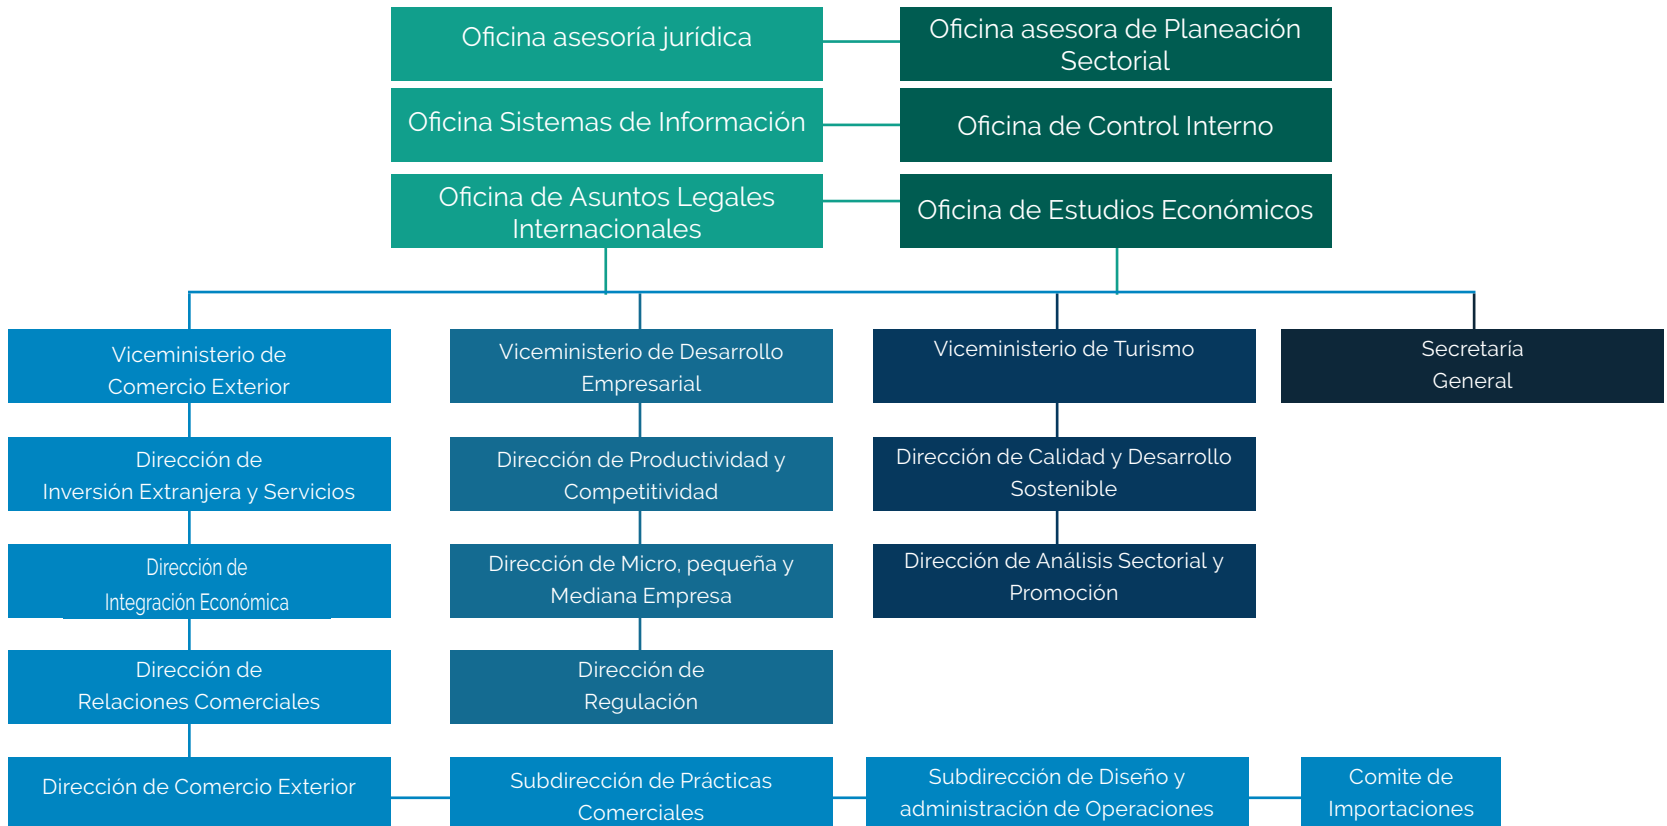 Oficina asesoría jurídica
Oficina asesora de Planeación
Sectorial
Oficina Sistemas de Información
Oficina de Control Interno
Oficina de Asuntos Legales
Internacionales
Oficina de Estudios Económicos
Viceministerio de
Comercio Exterior
Viceministerio de Desarrollo
Empresarial
Viceministerio de Turismo
Secretaría
General
Dirección de
Inversión Extranjera y Servicios
Dirección de Productividad y
Competitividad
Dirección de Calidad y Desarrollo
Sostenible
Dirección de
Integración Económica
Dirección de Micro, pequeña y
Mediana Empresa
Dirección de Análisis Sectorial y
Promoción
Dirección de
Relaciones Comerciales
Dirección de
Regulación
Dirección de Comercio Exterior
Subdirección de Prácticas
Comerciales
Subdirección de Diseño y
administración de Operaciones
Comite de
Importaciones